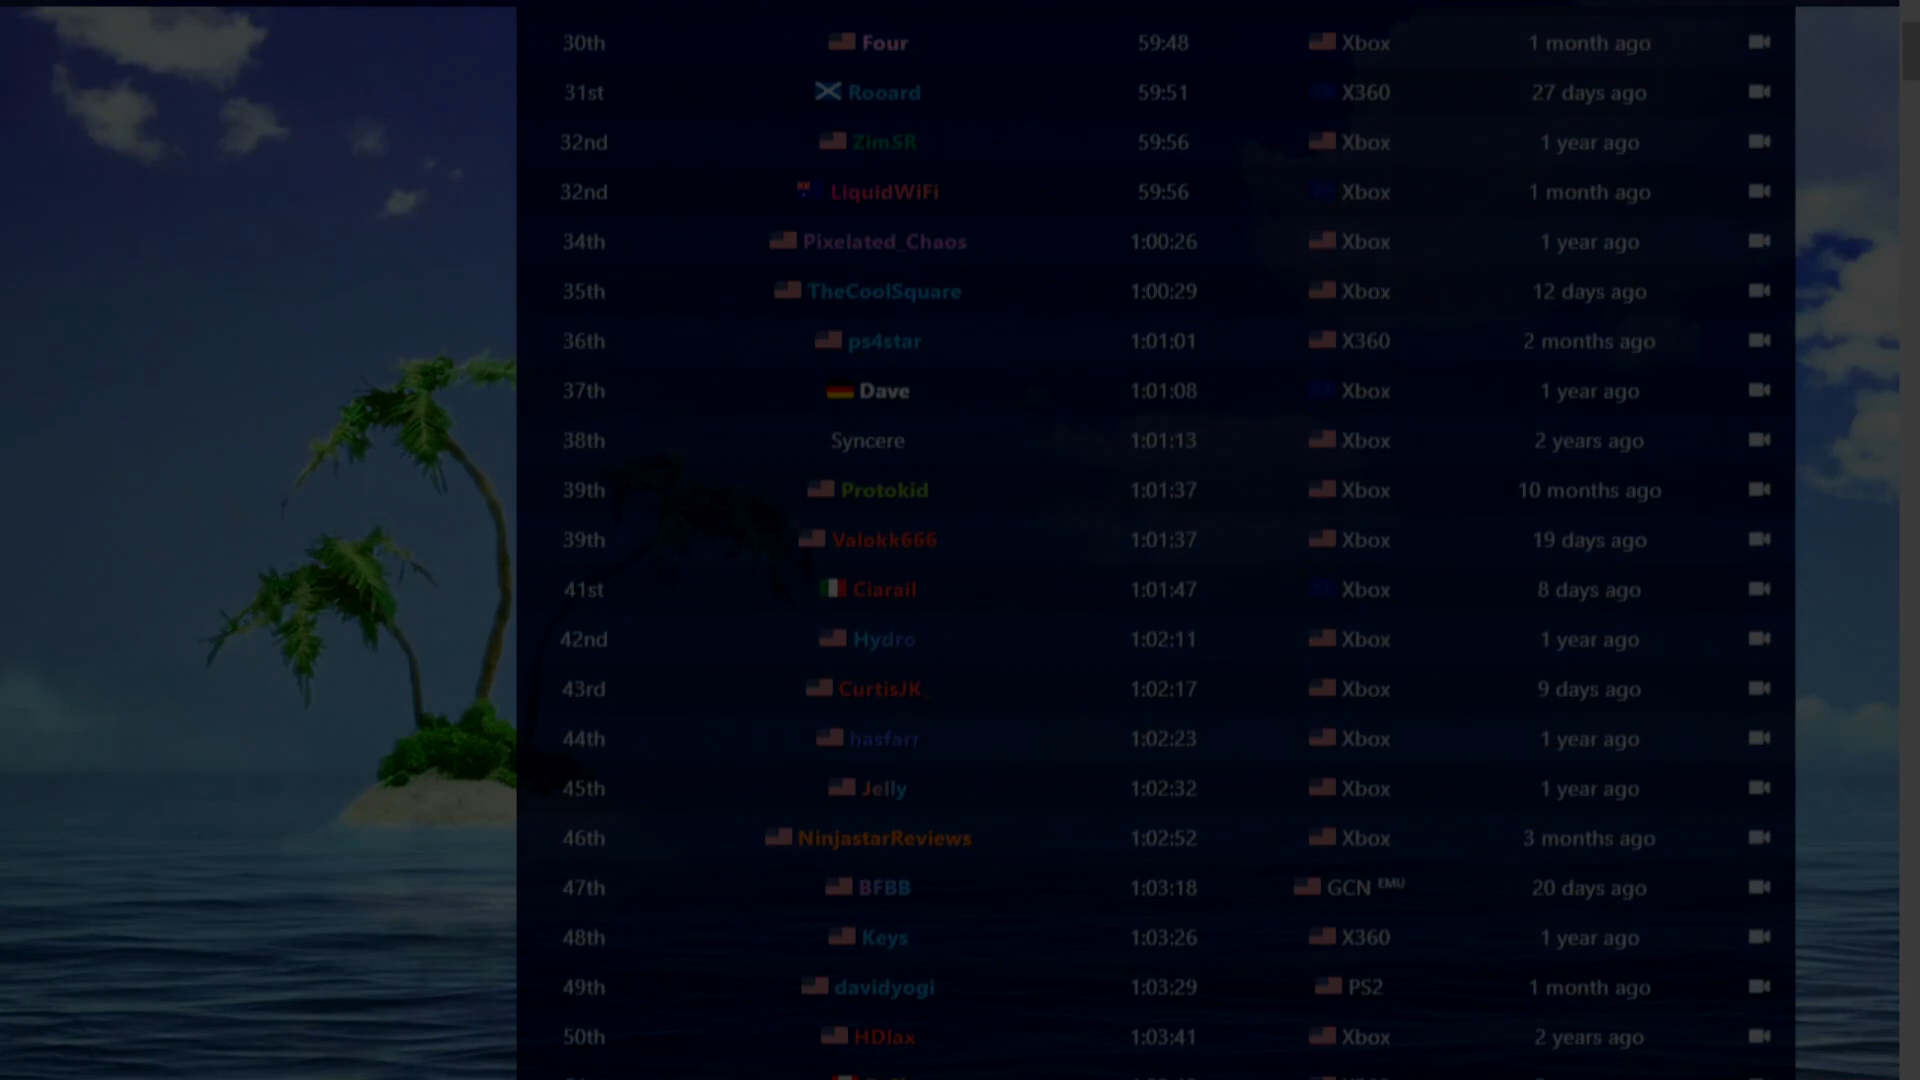 30th Four 59:48 Xbox 1 month ago
31st Rooard 59:51 X360 27 days ago
32nd ZimSR 59:56 Xbox 1 year ago
32nd LiquidWiFi 59:56 Xbox 1 month ago
34th Pixelated_Chaos 1:00:26 Xbox 1 year ago
35th TheCoolSquare 1:00:29 Xbox 12 days ago
36th ps4star 1:01:01 X360 2 months ago
37th Dave 1:01:08 Xbox 1 year ago
38th Syncere 1:01:13 Xbox 2 years ago
39th Protokid 1:01:37 Xbox 10 months ago
39th Valokk666 1:01:37 Xbox 19 days ago
41st Ciarail 1:01:47 Xbox 8 days ago
42nd Hydro 1:02:11 Xbox 1 year ago
43rd CurtisJK_ 1:02:17 Xbox 9 days ago
44th hasfarr 1:02:23 Xbox 1 year ago
45th Jelly 1:02:32 Xbox 1 year ago
46th NinjastarReviews 1:02:52 Xbox 3 months ago
47th BFBB 1:03:18 GCN EMU 20 days ago
48th Keys 1:03:26 X360 1 year ago
49th davidyogi 1:03:29 PS2 1 month ago
50th HDlax 1:03:41 Xbox 2 years ago